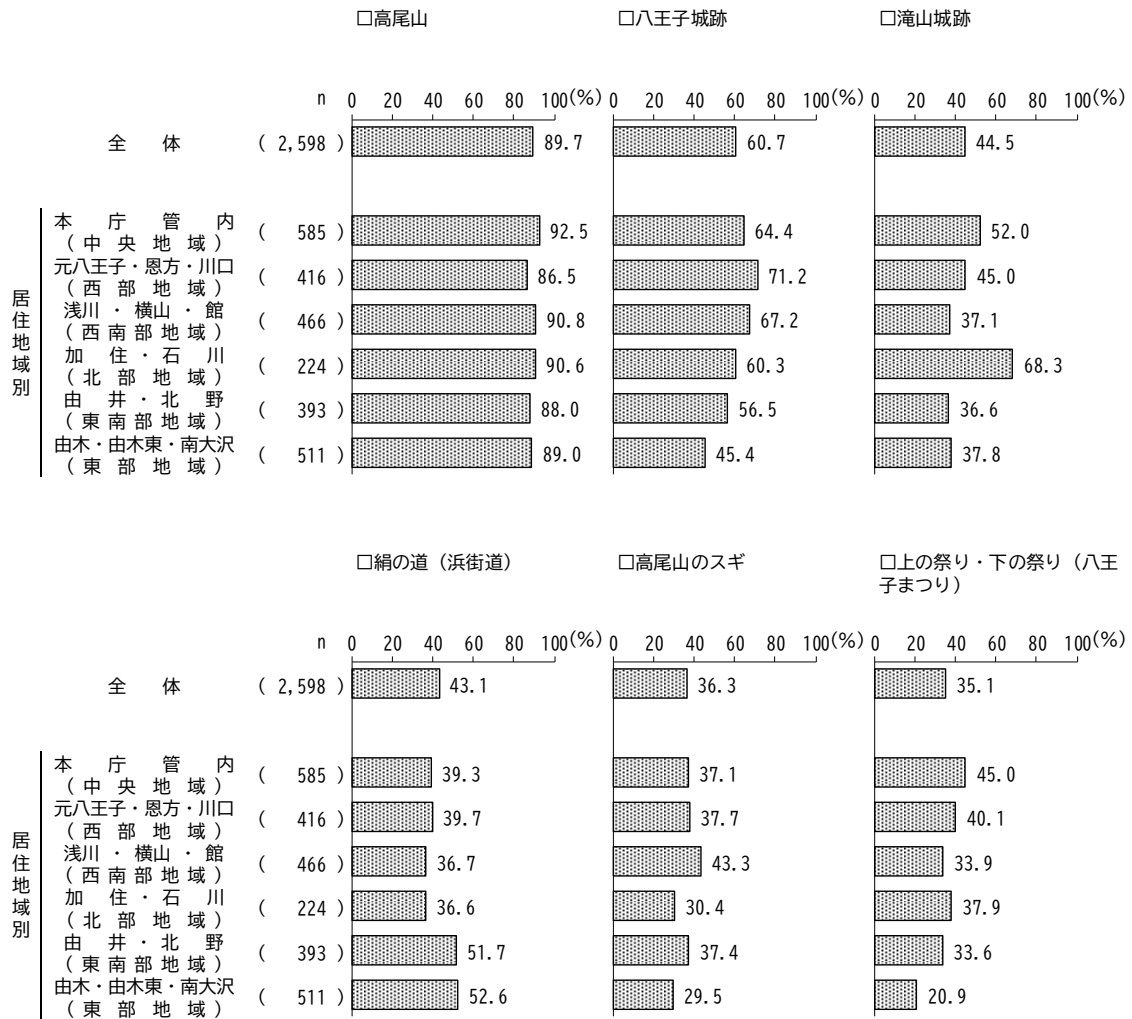 □高尾山 □八王子城跡 □滝山城跡
n 0 20 40 60 80 100(%) 0 20 40 60 80 100(%) 0 20 40 60 80 100(%)
全体 ( 2,598 ) 89.7 60.7 44.5
居住地域別
本庁管内
(中央地域) ( 585 ) 92.5 64.4 52.0
元八王子・恩方・川口
(西部地域) ( 416 ) 86.5 71.2 45.0
浅川・横山・館
(西南部地域) ( 466 ) 90.8 67.2 37.1
加住・石川
(北部地域) ( 224 ) 90.6 60.3 68.3
由井・北野
(東南部地域) ( 393 ) 88.0 56.5 36.6
由木・由木東・南大沢
(東部地域) ( 511 ) 89.0 45.4 37.8
□絹の道（浜街道） □高尾山のスギ □上の祭り・下の祭り（八王
子まつり）
n 0 20 40 60 80 100(%) 0 20 40 60 80 100(%) 0 20 40 60 80 100(%)
全体 ( 2,598 ) 43.1 36.3 35.1
居住地域別
本庁管内
(中央地域) ( 585 ) 39.3 37.1 45.0
元八王子・恩方・川口
(西部地域) ( 416 ) 39.7 37.7 40.1
浅川・横山・館
(西南部地域) ( 466 ) 36.7 43.3 33.9
加住・石川
(北部地域) ( 224 ) 36.6 30.4 37.9
由井・北野
(東南部地域) ( 393 ) 51.7 37.4 33.6
由木・由木東・南大沢
(東部地域) ( 511 ) 52.6 29.5 20.9